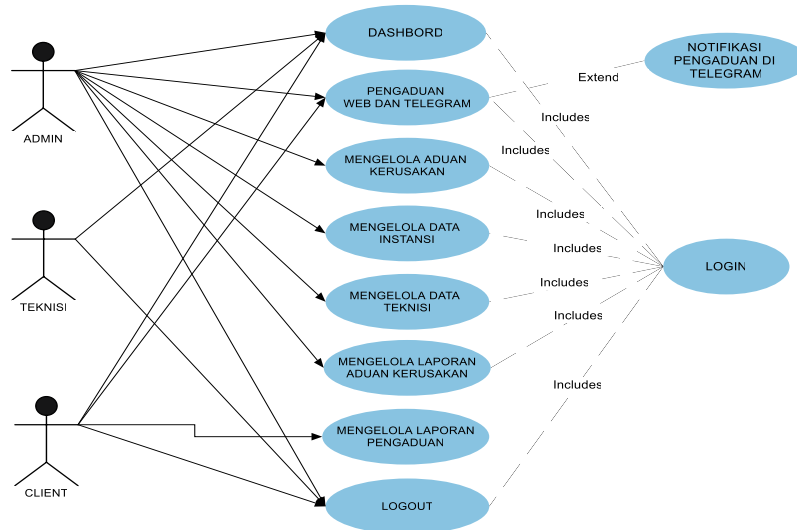 DASHBORD
NOTIFIKASI
PENGADUAN DI
TELEGRAM
Extend
PENGADUAN
WEB DAN TELEGRAM
Includes
ADMIN
Includes
MENGELOLA ADUAN
KERUSAKAN
Includes
MENGELOLA DATA
INSTANSI
Includes
LOGIN
TEKNISI
Includes
MENGELOLA DATA
TEKNISI
Includes
MENGELOLA LAPORAN
ADUAN KERUSAKAN
Includes
MENGELOLA LAPORAN
PENGADUAN
CLIENT
LOGOUT